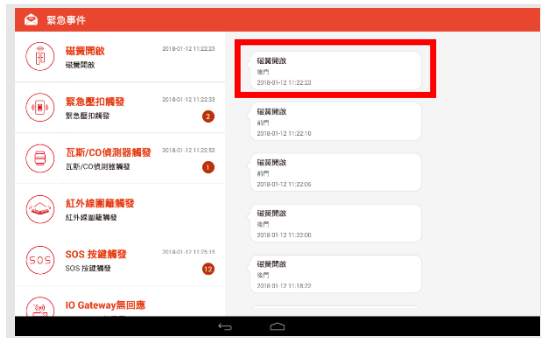 緊急事件
磁簧開啟
2018-01-12 11:22:23
磁簧開啟
緊急壓扣觸發
2018-01-12 11:22:33
緊急壓扣觸發
2
瓦斯/CO偵測器觸發
2018-01-12 11:22:53
瓦斯/CO偵測器觸發
1
紅外線圍籬觸發
紅外線圍籬觸發
SOS 按鍵觸發
2018-01-12 11:25:15
SOS 按鍵觸發
12
SOS
IO Gateway無回應
磁簧開啟
後門
2018-01-12 11:22:23
磁簧開啟
前門
2018-01-12 11:22:10
磁簧開啟
前門
2018-01-12 11:22:06
磁簧開啟
後門
2018-01-12 11:22:00
磁簧開啟
後門
2018-01-12 11:18:22